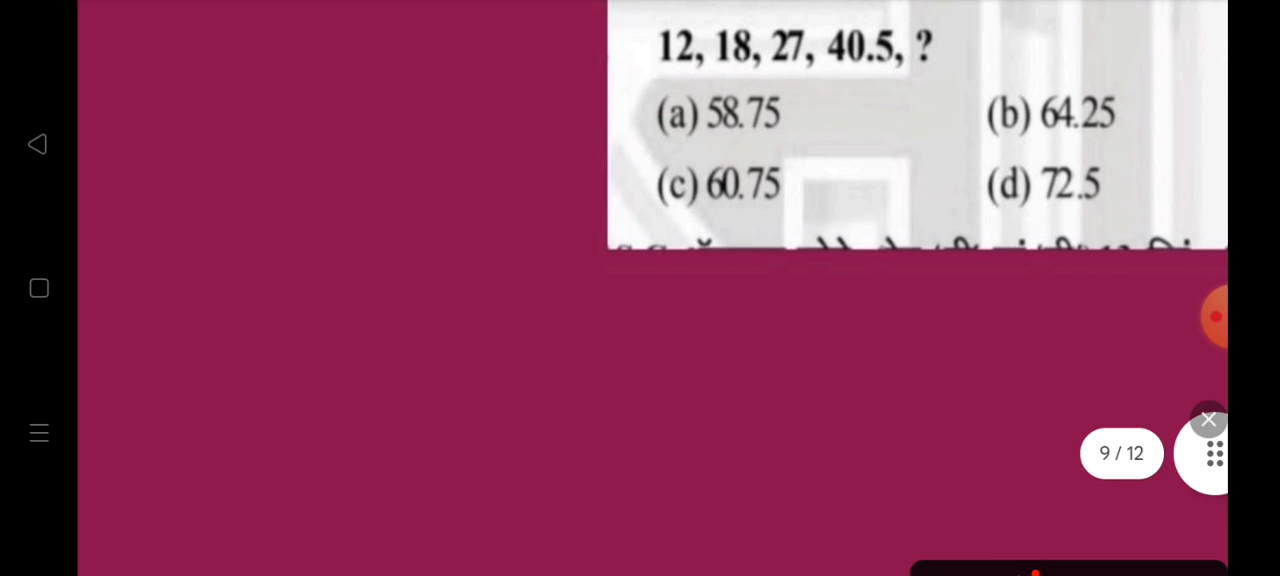 12, 18, 27, 40.5, ?
(a) 58.75 (b) 64.25
(c) 60.75 (d) 72.5
9 / 12